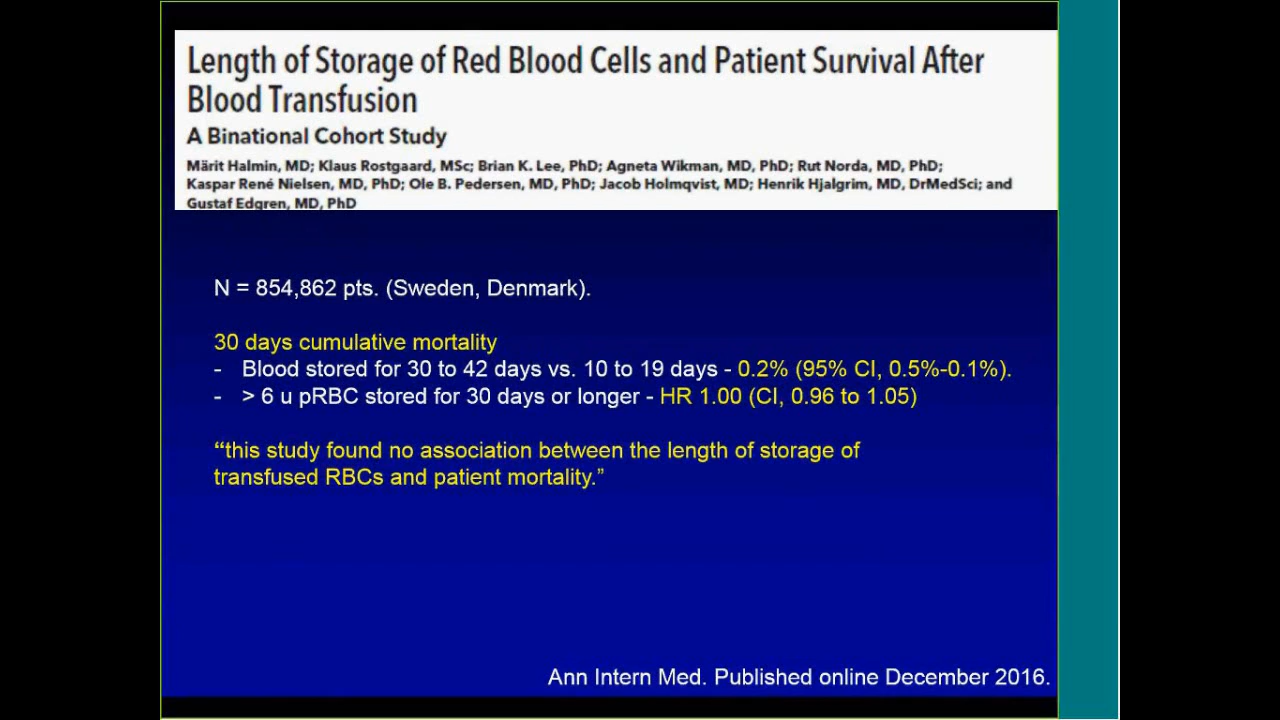 Length of Storage of Red Blood Cells and Patient Survival After
Blood Transfusion
A Binational Cohort Study
Märit Halmin, MD; Klaus Rostgaard, MSc; Brian K. Lee, PhD; Agneta Wikman, MD, PhD; Rut Norda, MD, PhD;
Kaspar René Nielsen, MD, PhD; Ole B. Pedersen, MD, PhD; Jacob Holmqvist, MD; Henrik Hjalgrim, MD, DrMedSci; and
Gustaf Edgren, MD, PhD
N = 854,862 pts. (Sweden, Denmark).
30 days cumulative mortality
- Blood stored for 30 to 42 days vs. 10 to 19 days - 0.2% (95% CI, 0.5%-0.1%).
- > 6 u pRBC stored for 30 days or longer - HR 1.00 (CI, 0.96 to 1.05)
“this study found no association between the length of storage of
transfused RBCs and patient mortality.”
Ann Intern Med. Published online December 2016.